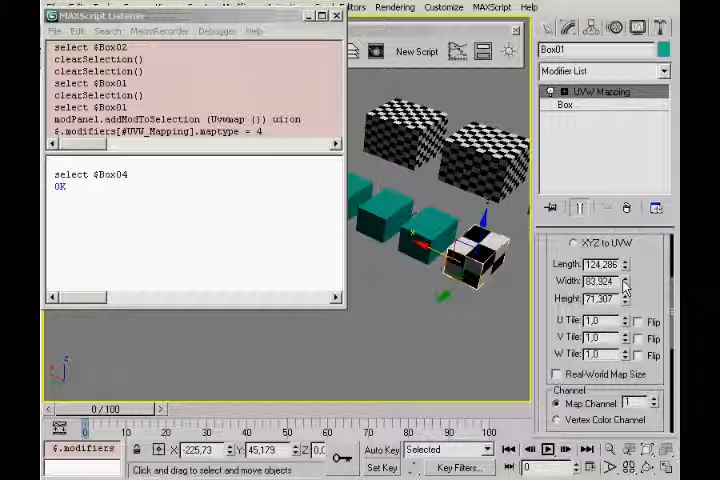 MAXScript Listener
File Edit Search MacroRecorder Debugger Help
Editors Rendering Customize MAXScript Help
select $Box02
clearSelection()
clearSelection()
select $Box01
clearSelection()
select $Box01
modPanel.addModToSelection (Uvwmap ()) ui:on
$.modifiers[#UVW_Mapping].maptype = 4
select $Box04
OK
New Script
Box01
Modifier List
UVW Mapping
Box
XYZ to UVW
Length: 124,286
Width: 83,924
Height: 71,307
U Tile: 1,0 Flip
V Tile: 1,0 Flip
W Tile: 1,0 Flip
Real-World Map Size
Channel:
Map Channel: 1
Vertex Color Channel
z
x
z
0 / 100
0 10 20 30 40 50 60 70 80 90 100
$.modifiers
X: -225,73 Y: 45,179 Z: 0,0
Auto Key Selected
Set Key Key Filters...
0
Click and drag to select and move objects